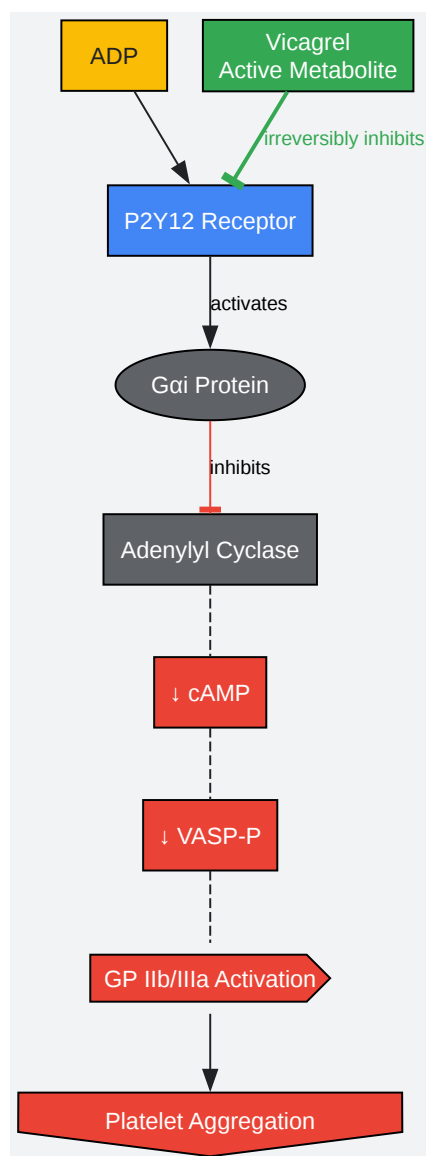 ADP
Vicagrel
Active Metabolite
irreversibly inhibits
P2Y12 Receptor
activates
Gαi Protein
inhibits
Adenylyl Cyclase
↓ cAMP
↓ VASP-P
GP IIb/IIIa Activation
Platelet Aggregation